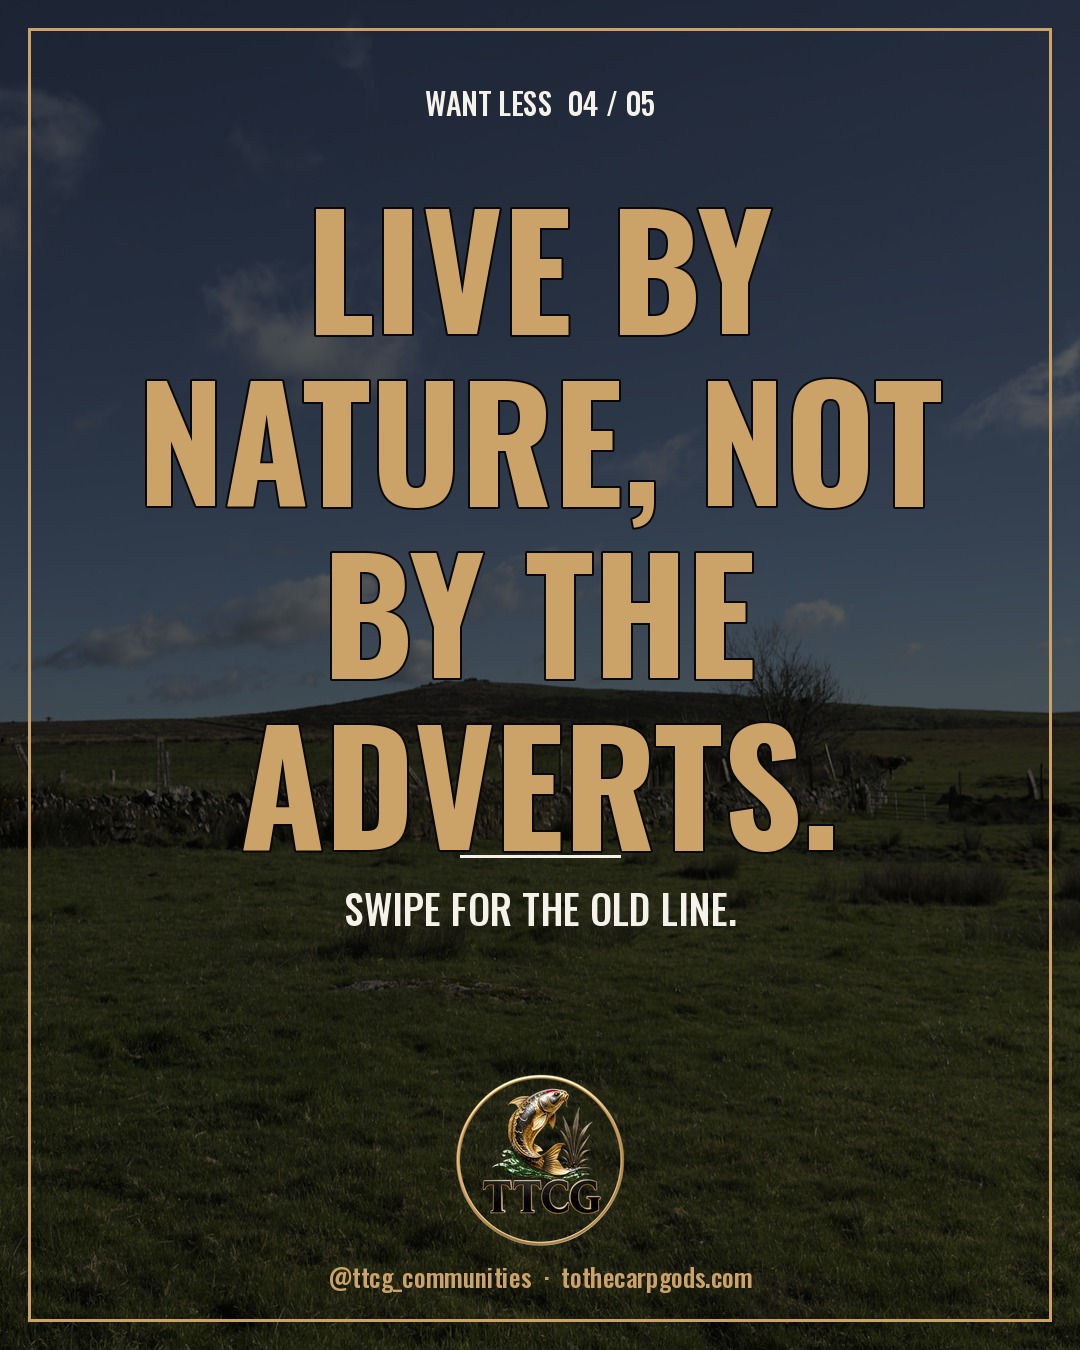 WANT LESS 04 / 05
LIVE BY
NATURE, NOT
BY THE
ADVERTS.
SWIPE FOR THE OLD LINE.
TTCG
@ttcg_communities · tothecarpgods.com